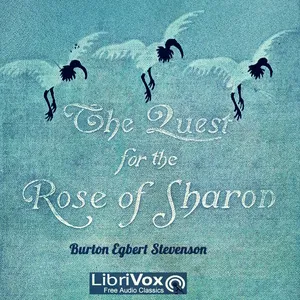 The Quest
for the
Rose of Sharon
Burton Egbert Stevenson
LibriVox
Free Audio Classics